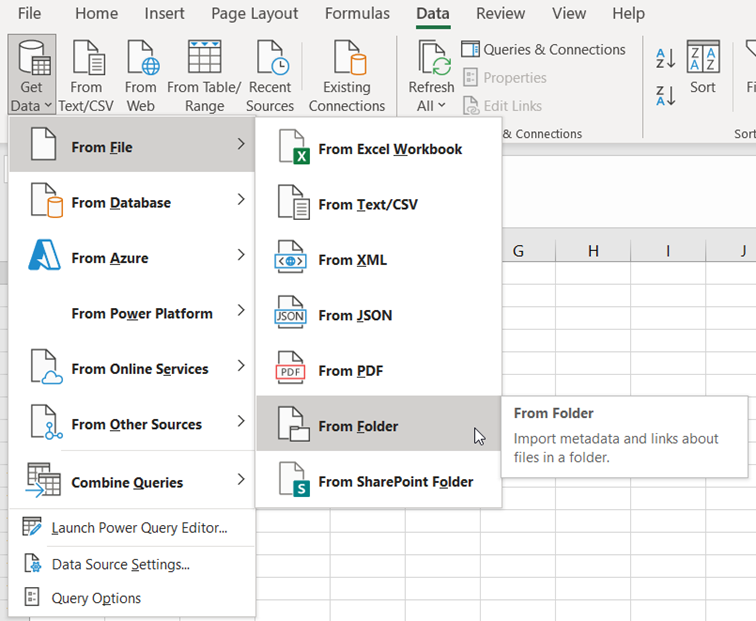 File Home Insert Page Layout Formulas Data Review View Help
Get Data
From Text/CSV
From Web
From Table/ Range
Recent Sources
Existing Connections
Refresh All
Queries & Connections
Properties
Edit Links
& Connections
A
Z
Z
A
Z A
A Z
Sort
Fi
Sort
From File
From Database
From Azure
From Power Platform
From Online Services
From Other Sources
Combine Queries
Launch Power Query Editor...
Data Source Settings...
Query Options
X
From Excel Workbook
From Text/CSV
From XML
JSON
From JSON
PDF
From PDF
From Folder
S
From SharePoint Folder
From Folder
Import metadata and links about
files in a folder.
G H I J